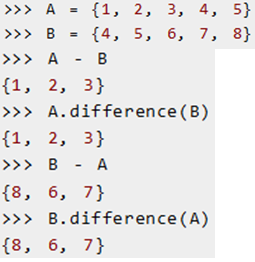 >>> A = {1, 2, 3, 4, 5}
>>> B = {4, 5, 6, 7, 8}
>>> A - B
{1, 2, 3}
>>> A.difference(B)
{1, 2, 3}
>>> B - A
{8, 6, 7}
>>> B.difference(A)
{8, 6, 7}